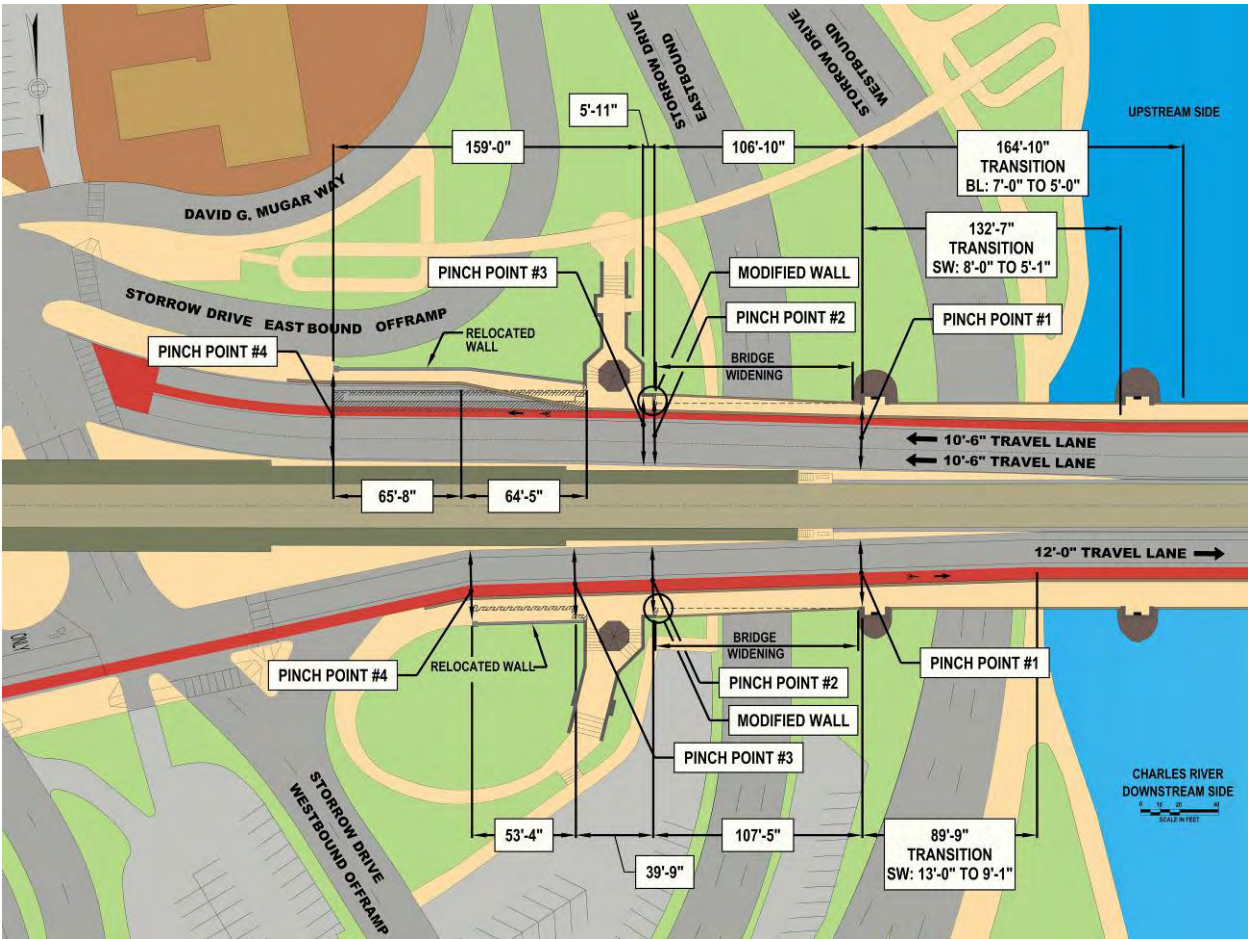 STORROW DRIVE
EASTBOUND
STORROW DRIVE
WESTBOUND
UPSTREAM SIDE
5'-11"
159'-0"
106'-10"
164'-10"
TRANSITION
BL: 7'-0" TO 5'-0"
DAVID G. MUGAR WAY
132'-7"
TRANSITION
SW: 8'-0" TO 5'-1"
PINCH POINT #3
MODIFIED WALL
STORROW DRIVE EASTBOUND OFFRAMP
RELOCATED
WALL
PINCH POINT #2
PINCH POINT #1
PINCH POINT #4
BRIDGE
WIDENING
10'-6" TRAVEL LANE
10'-6" TRAVEL LANE
65'-8"
64'-5"
12'-0" TRAVEL LANE
ONLY
PINCH POINT #4
RELOCATED WALL
BRIDGE
WIDENING
PINCH POINT #1
PINCH POINT #2
MODIFIED WALL
PINCH POINT #3
STORROW DRIVE
WESTBOUND OFFRAMP
CHARLES RIVER
DOWNSTREAM SIDE
0 10 20 40
SCALE IN FEET
53'-4"
107'-5"
89'-9"
TRANSITION
SW: 13'-0" TO 9'-1"
39'-9"